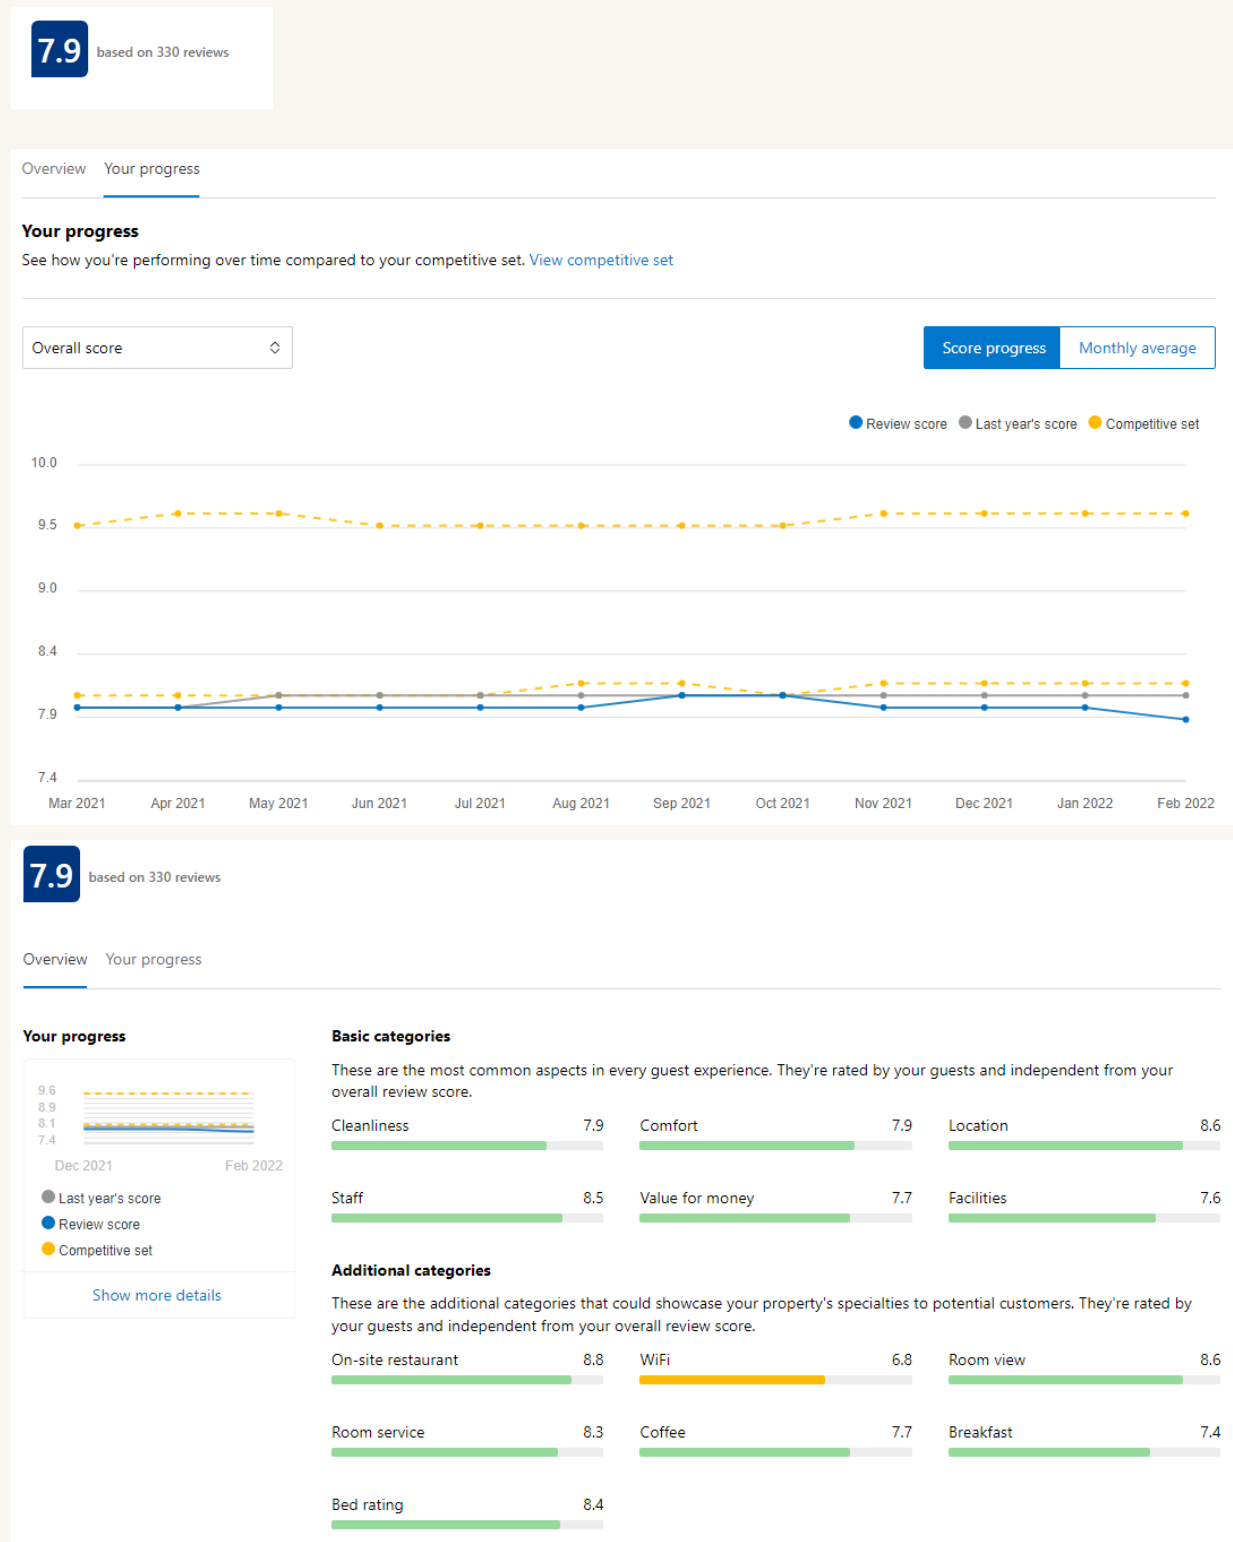 7.9 based on 330 reviews
Overview Your progress
Your progress
See how you're performing over time compared to your competitive set. View competitive set
Overall score
Score progress Monthly average
Review score Last year's score Competitive set
10.0
9.5
9.0
8.4
7.9
7.4
Mar 2021 Apr 2021 May 2021 Jun 2021 Jul 2021 Aug 2021 Sep 2021 Oct 2021 Nov 2021 Dec 2021 Jan 2022 Feb 2022
7.9 based on 330 reviews
Overview Your progress
Your progress
9.6
8.9
8.1
7.4
Dec 2021 Feb 2022
Last year's score
Review score
Competitive set
Show more details
Basic categories
These are the most common aspects in every guest experience. They're rated by your guests and independent from your
overall review score.
Cleanliness 7.9 Comfort 7.9 Location 8.6
Staff 8.5 Value for money 7.7 Facilities 7.6
Additional categories
These are the additional categories that could showcase your property's specialties to potential customers. They're rated by
your guests and independent from your overall review score.
On-site restaurant 8.8 WiFi 6.8 Room view 8.6
Room service 8.3 Coffee 7.7 Breakfast 7.4
Bed rating 8.4